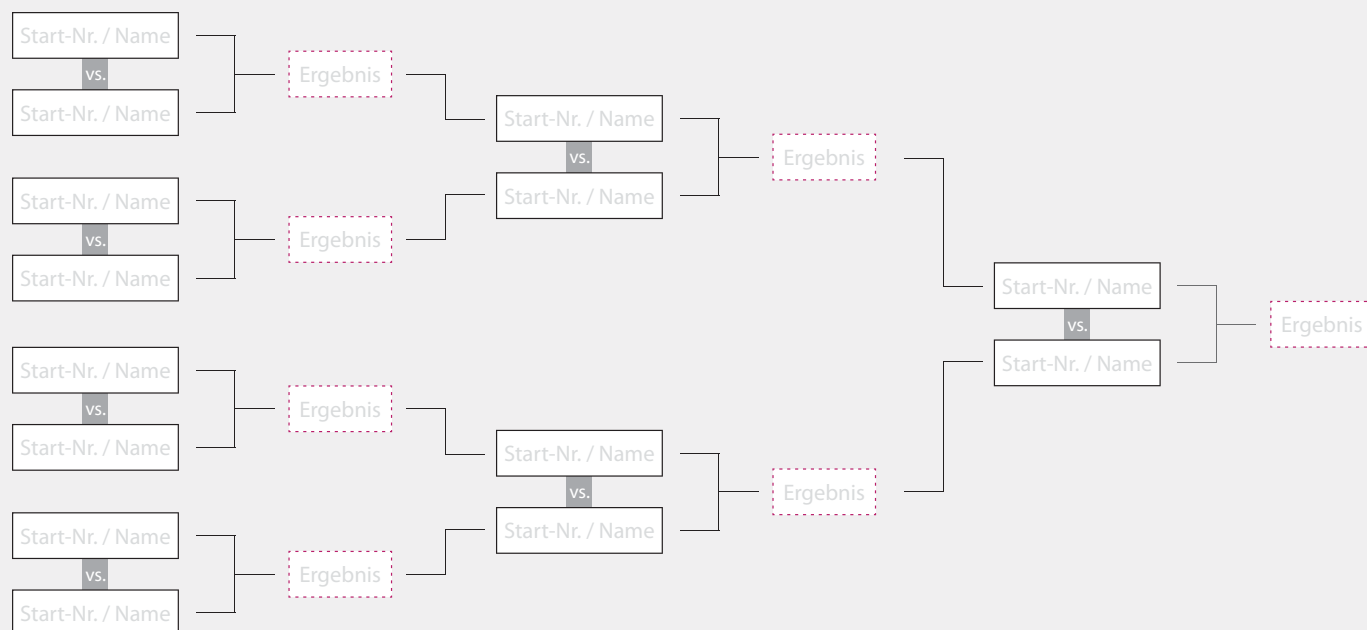 Start-Nr. / Name
vs.
Start-Nr. / Name
Ergebnis
Start-Nr. / Name
vs.
Start-Nr. / Name
Ergebnis
Start-Nr. / Name
vs.
Start-Nr. / Name
Ergebnis
Start-Nr. / Name
vs.
Start-Nr. / Name
Ergebnis
Start-Nr. / Name
vs.
Start-Nr. / Name
Ergebnis
Start-Nr. / Name
vs.
Start-Nr. / Name
Ergebnis
Start-Nr. / Name
vs.
Start-Nr. / Name
Ergebnis